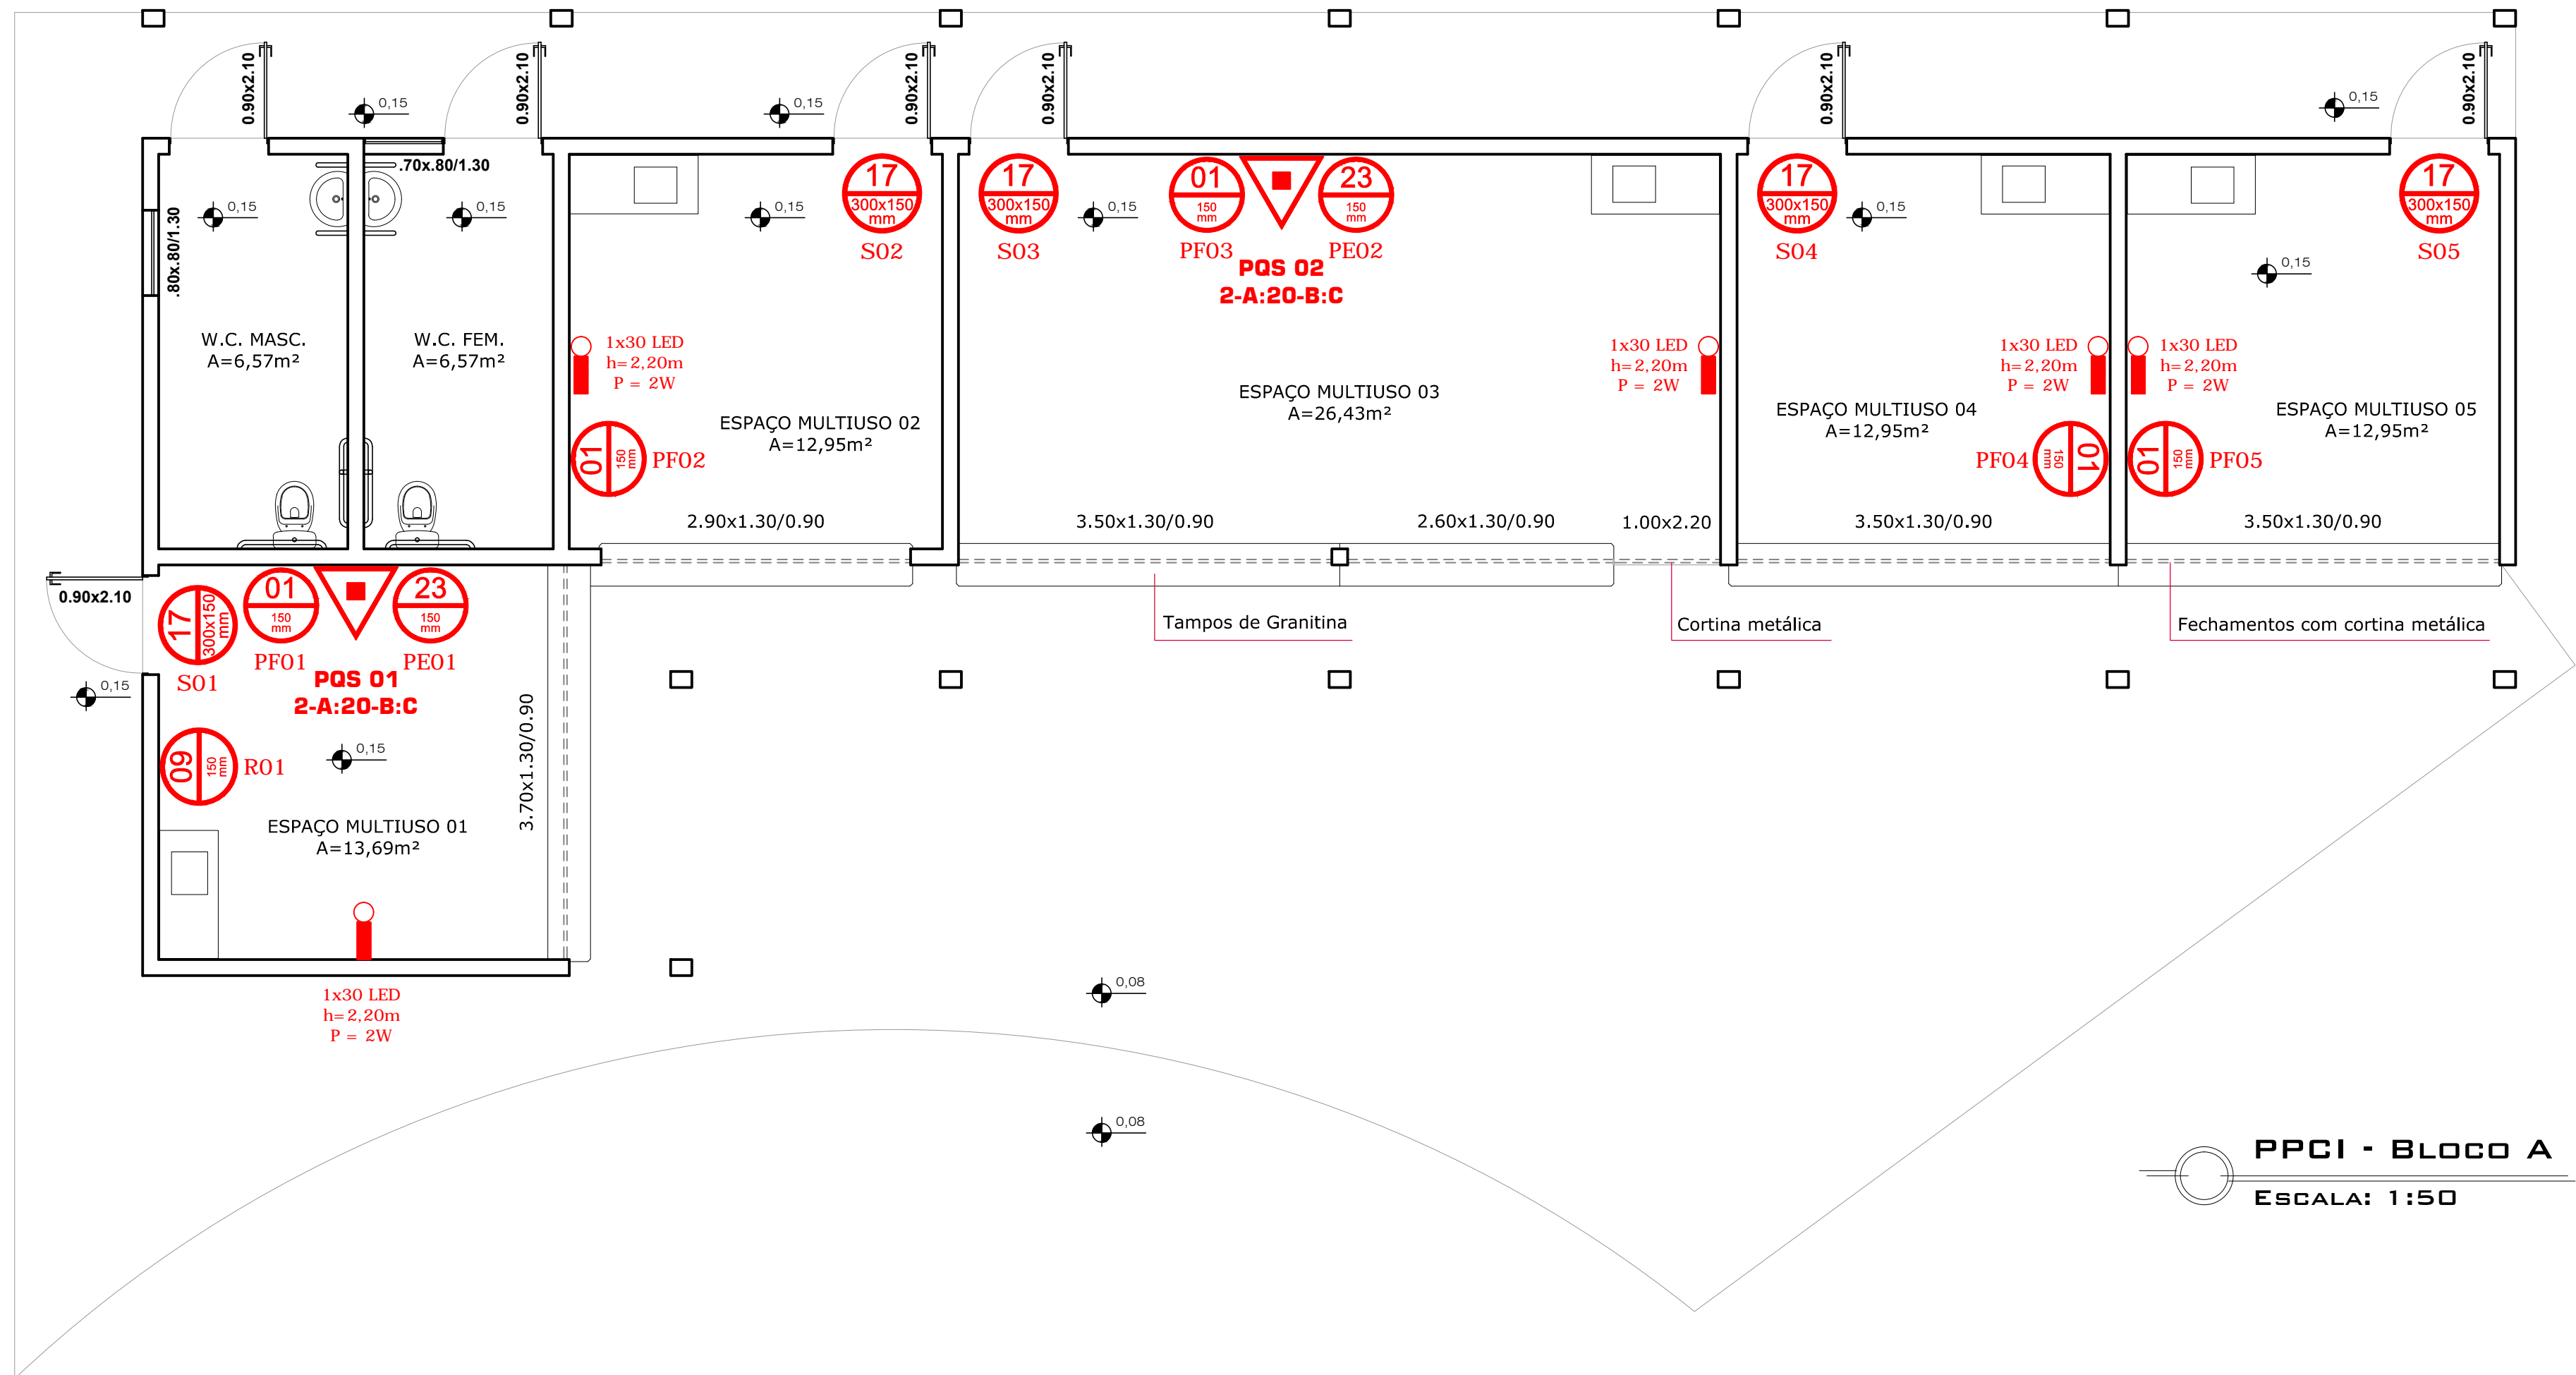 0.90x2.10
0.90x2.10
0.90x2.10
0.90x2.10
0.90x2.10
0.90x2.10
0,15
0,15
0,15
.70x.80/1.30
.80x.80/1.30
0,15
0,15
0,15
0,15
0,15
0,15
17
300x150
mm
S02
17
300x150
mm
S03
01
150
mm
PF03
23
150
mm
PE02
PQS 02
2-A:20-B:C
17
300x150
mm
S04
17
300x150
mm
S05
W.C. MASC.
A=6,57m²
W.C. FEM.
A=6,57m²
1x30 LED
h=2,20m
P = 2W
1x30 LED
h=2,20m
P = 2W
1x30 LED
h=2,20m
P = 2W
1x30 LED
h=2,20m
P = 2W
ESPAÇO MULTIUSO 02
A=12,95m²
ESPAÇO MULTIUSO 03
A=26,43m²
ESPAÇO MULTIUSO 04
A=12,95m²
ESPAÇO MULTIUSO 05
A=12,95m²
01
150
mm
PF02
PF04
01
150
mm
01
150
mm
PF05
2.90x1.30/0.90
3.50x1.30/0.90
2.60x1.30/0.90
1.00x2.20
3.50x1.30/0.90
3.50x1.30/0.90
0.90x2.10
17
300x150
mm
S01
01
150
mm
PF01
23
150
mm
PE01
PQS 01
2-A:20-B:C
Tampos de Granitina
Cortina metálica
Fechamentos com cortina metálica
0,15
09
150
mm
R01
0,15
3.70x1.30/0.90
ESPAÇO MULTIUSO 01
A=13,69m²
1x30 LED
h=2,20m
P = 2W
0,08
0,08
PPCI - Bloco A
Escala: 1:50